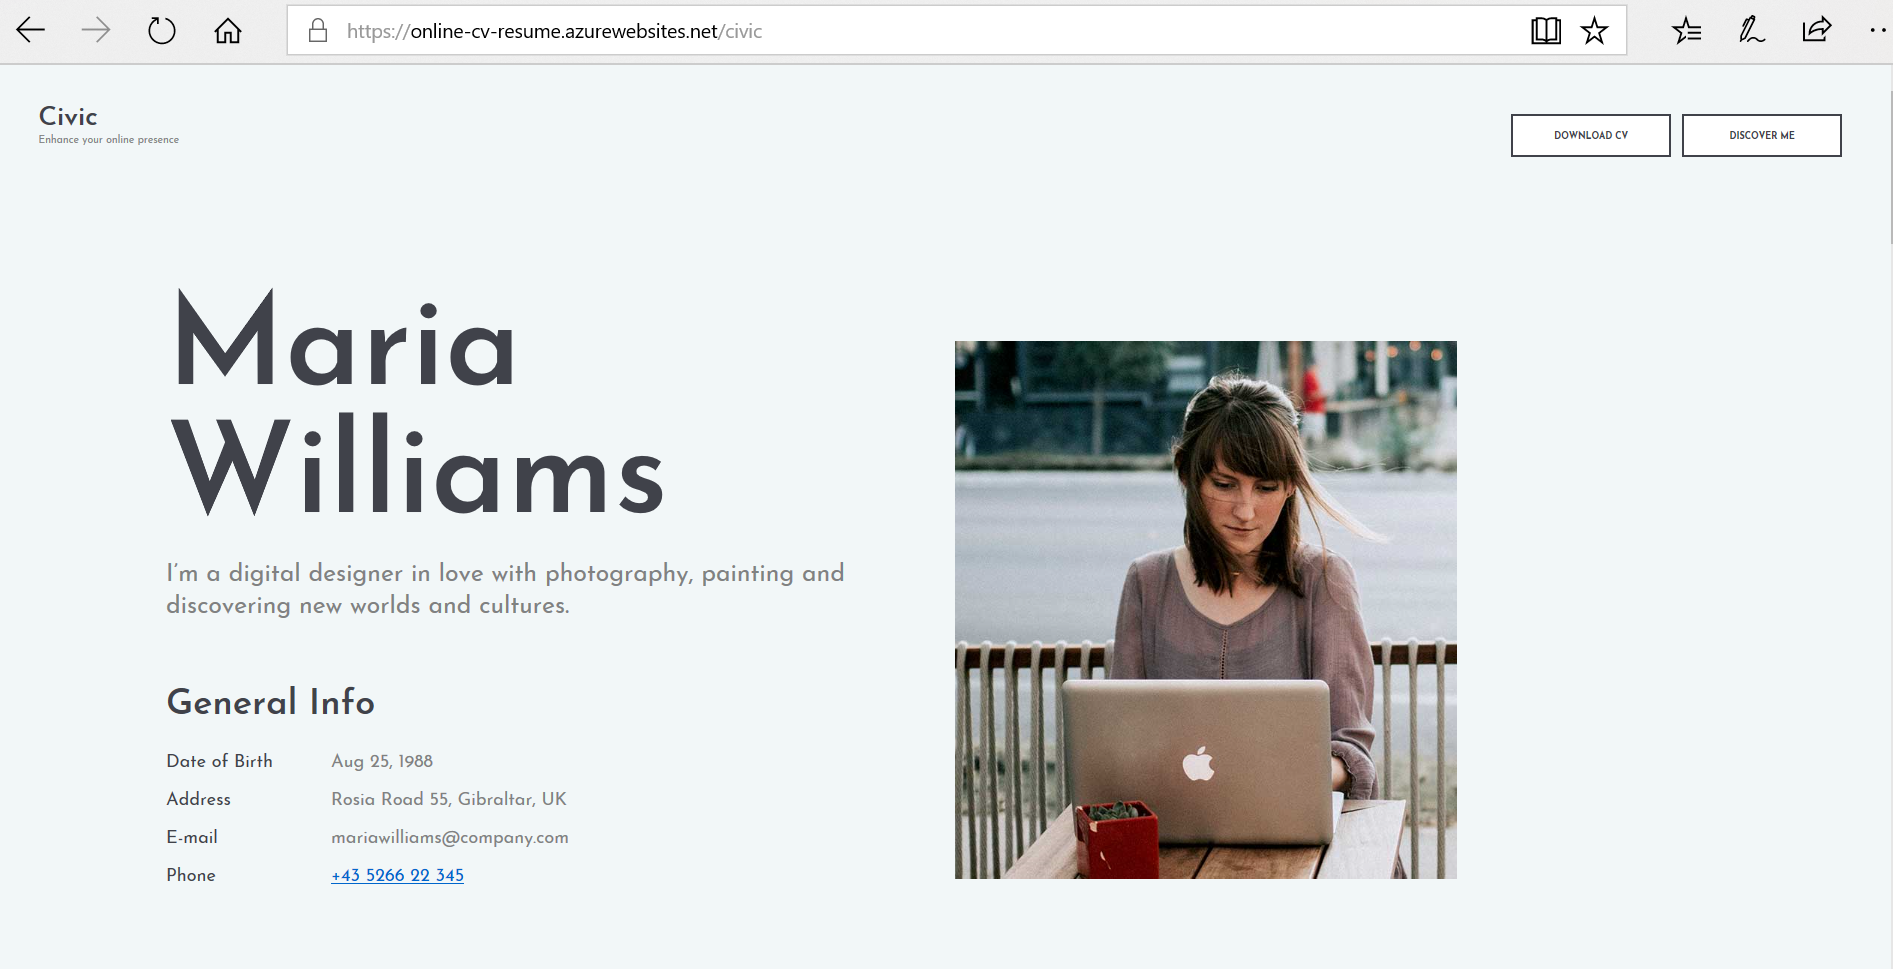 https://online-cv-resume.azurewebsites.net/civic
Civic
Enhance your online presence
DOWNLOAD CV
DISCOVER ME
Maria
Williams
I'm a digital designer in love with photography, painting and
discovering new worlds and cultures.
General Info
Date of Birth Aug 25, 1988
Address Rosia Road 55, Gibraltar, UK
E-mail mariawilliams@company.com
Phone +43 5266 22 345